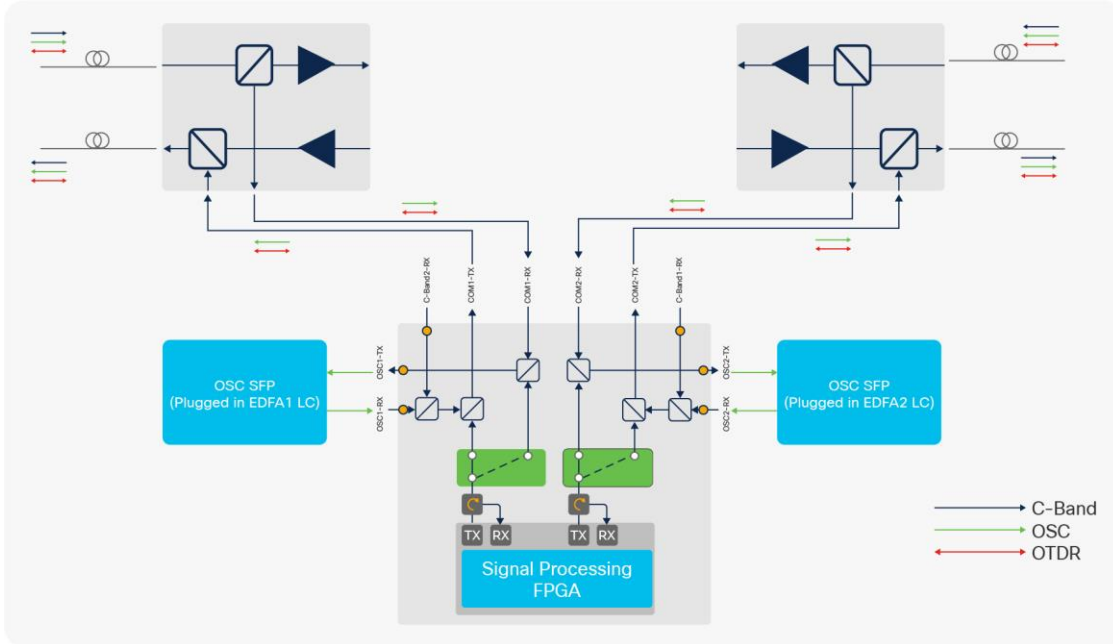 C-Band2-RX
COM1-TX
COM1-RX
COM2-RX
COM2-TX
C-Band1-RX
OSC1-TX
OSC1-RX
OSC2-TX
OSC2-RX
OSC SFP
(Plugged in EDFA1 LC)
OSC SFP
(Plugged in EDFA2 LC)
TX
RX
TX
RX
Signal Processing
FPGA
C-Band
OSC
OTDR